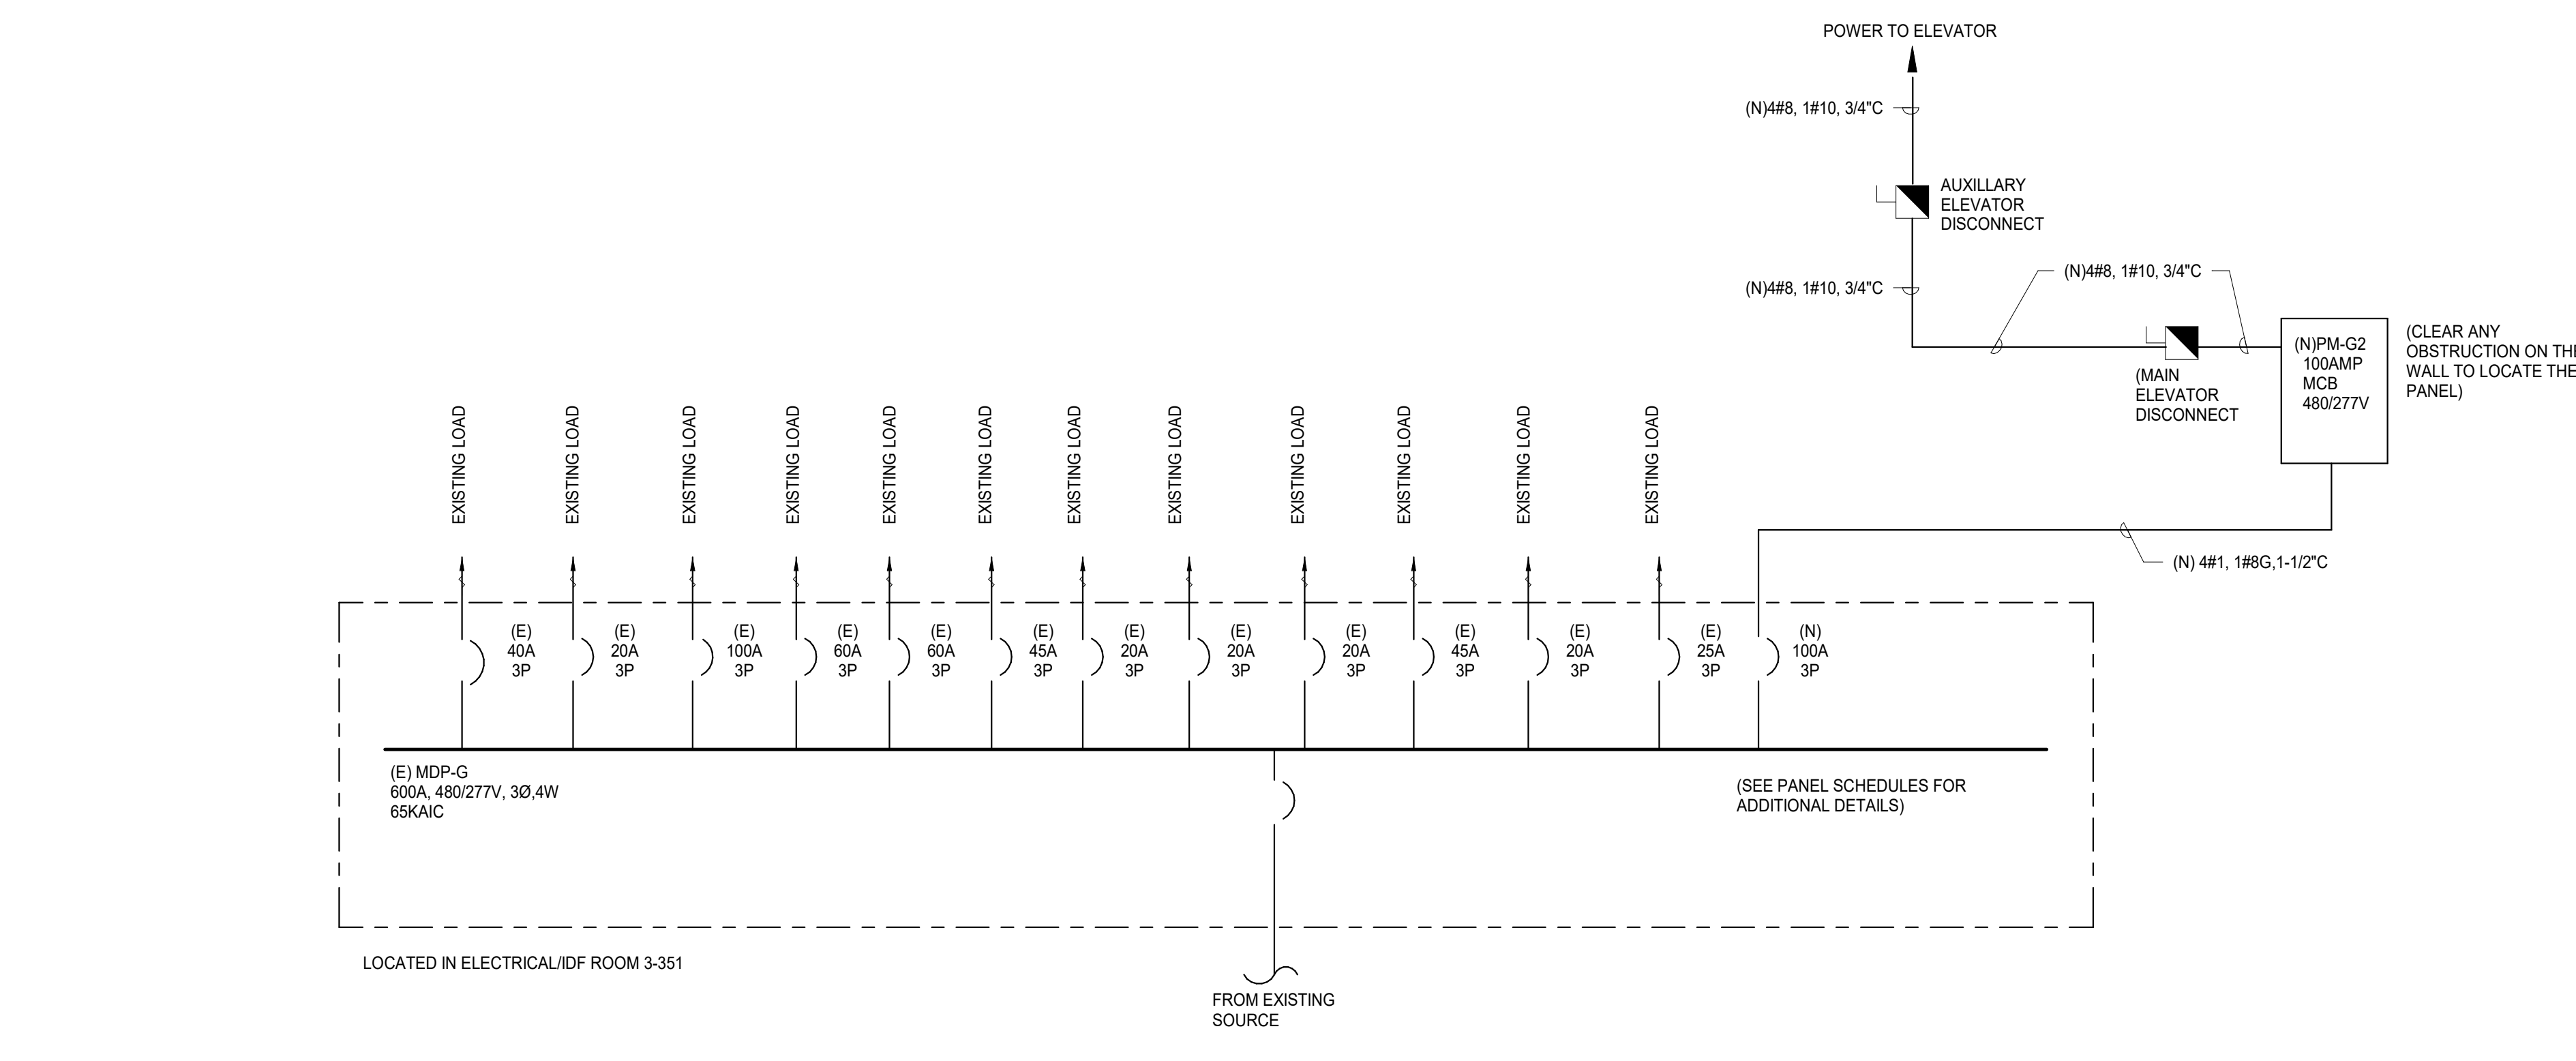 POWER TO ELEVATOR
(N)4#8, 1#10, 3/4"C
AUXILLARY
ELEVATOR
DISCONNECT
(N)4#8, 1#10, 3/4"C
(N)4#8, 1#10, 3/4"C
(MAIN
ELEVATOR
DISCONNECT
(N)PM-G2
100AMP
MCB
480/277V
(CLEAR ANY
OBSTRUCTION ON THE
WALL TO LOCATE THE
PANEL)
EXISTING LOAD
EXISTING LOAD
EXISTING LOAD
EXISTING LOAD
EXISTING LOAD
EXISTING LOAD
EXISTING LOAD
EXISTING LOAD
EXISTING LOAD
EXISTING LOAD
EXISTING LOAD
EXISTING LOAD
(N) 4#1, 1#8G,1-1/2"C
(E)
40A
3P
(E)
20A
3P
(E)
100A
3P
(E)
60A
3P
(E)
60A
3P
(E)
45A
3P
(E)
20A
3P
(E)
20A
3P
(E)
20A
3P
(E)
45A
3P
(E)
20A
3P
(E)
25A
3P
(N)
100A
3P
(E) MDP-G
600A, 480/277V, 3Ø,4W
65KAIC
(SEE PANEL SCHEDULES FOR
ADDITIONAL DETAILS)
LOCATED IN ELECTRICAL/IDF ROOM 3-351
FROM EXISTING
SOURCE